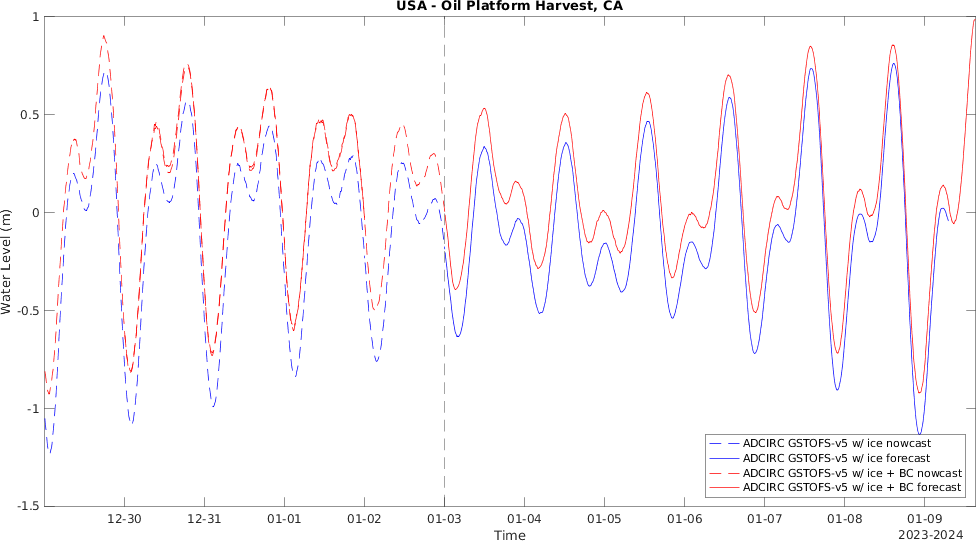 USA - Oil Platform Harvest, CA
1
0.5
0
-0.5
-1
-1.5
Water Level (m)
12-30 12-31 01-01 01-02 01-03 01-04 01-05 01-06 01-07 01-08 01-09
Time
2023-2024
ADCIRC GSTOFS-v5 w/ ice nowcast
ADCIRC GSTOFS-v5 w/ ice forecast
ADCIRC GSTOFS-v5 w/ ice + BC nowcast
ADCIRC GSTOFS-v5 w/ ice + BC forecast